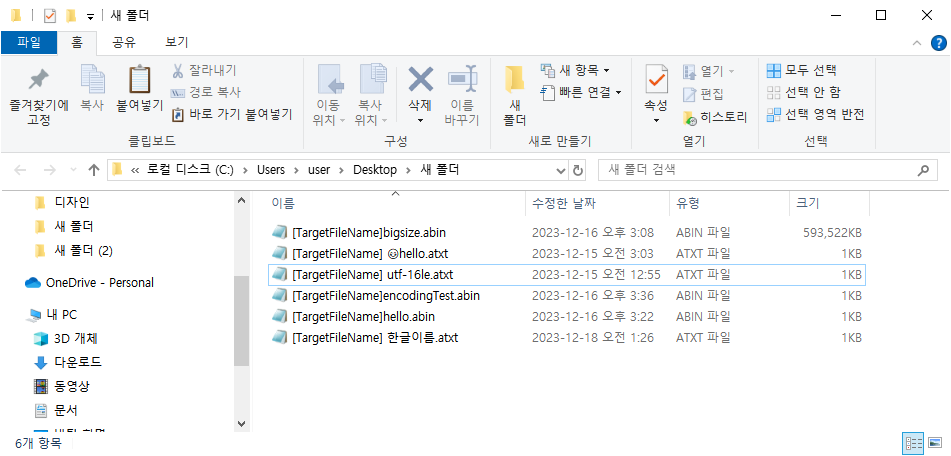 새 폴더
파일 홈 공유 보기
즐겨찾기에 고정
복사
붙여넣기
잘라내기
경로 복사
바로 가기 붙여넣기
클립보드
이동 위치
복사 위치
삭제
이름 바꾸기
구성
새 폴더
새 항목
빠른 연결
새로 만들기
속성
열기
편집
히스토리
열기
모두 선택
선택 안 함
선택 영역 반전
선택
« 로컬 디스크 (C:) > Users > user > Desktop > 새 폴더
새 폴더 검색
디자인
새 폴더
새 폴더 (2)
OneDrive - Personal
내 PC
3D 개체
다운로드
동영상
문서
이름 수정한 날짜 유형 크기
[TargetFileName]bigsize.abin 2023-12-16 오후 3:08 ABIN 파일 593,522KB
[TargetFileName] 😃hello.atxt 2023-12-15 오전 3:03 ATXT 파일 1KB
[TargetFileName] utf-16le.atxt 2023-12-15 오전 12:55 ATXT 파일 1KB
[TargetFileName]encodingTest.abin 2023-12-16 오후 3:36 ABIN 파일 1KB
[TargetFileName]hello.abin 2023-12-16 오후 3:22 ABIN 파일 1KB
[TargetFileName] 한글이름.atxt 2023-12-18 오전 1:26 ATXT 파일 1KB
6개 항목